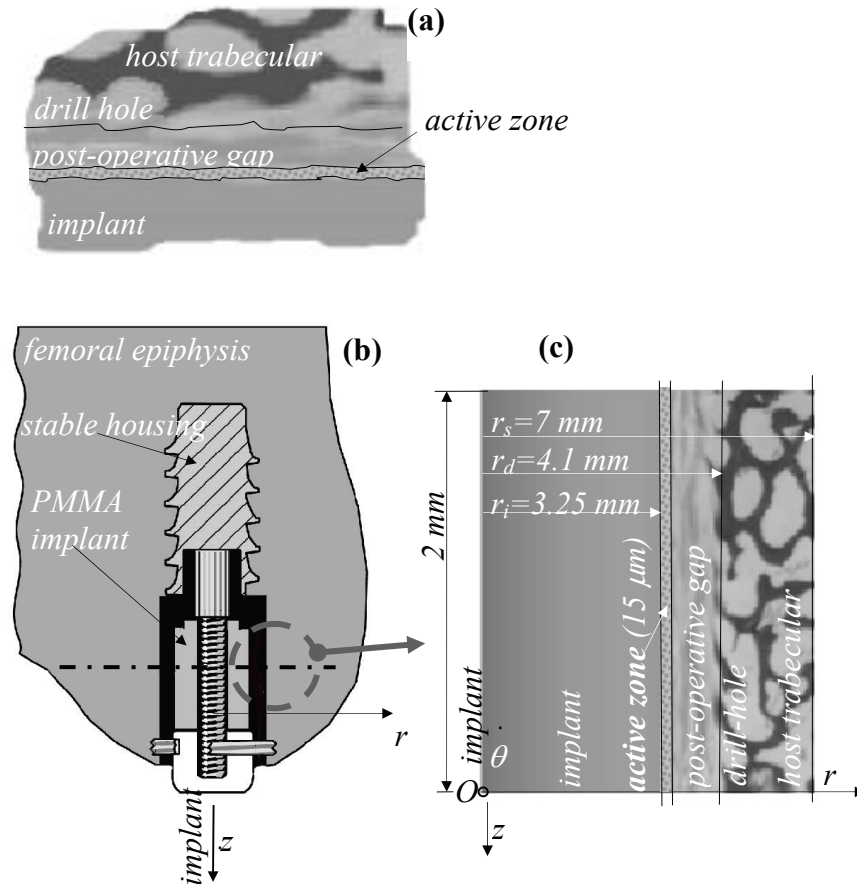 (a)
host trabecular
drill hole
active zone
post-operative gap
implant
femoral epiphysis
(b)
stable housing
PMMA
implant
r
implant
z
(c)
r_s=7 mm
r_d=4.1 mm
r_i=3.25 mm
2 mm
implant
θ
implant
active zone (15 μm)
post-operative gap
drill-hole
host trabecular
O
r
z